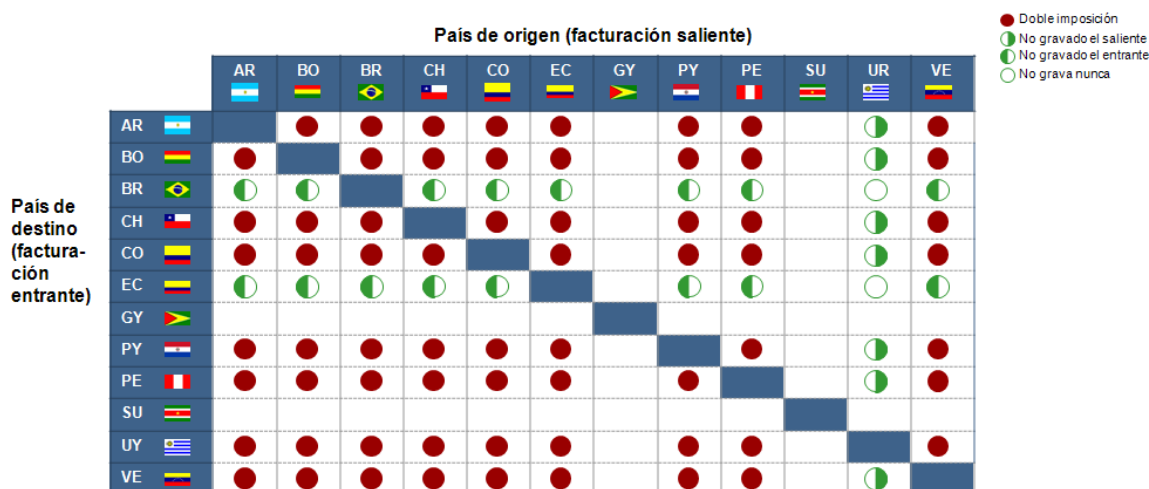 País de origen (facturación saliente)
Doble imposición
No gravado el saliente
No gravado el entrante
No grava nunca
AR BO BR CH CO EC GY PY PE SU UR VE
País de
destino
(factura-
ción
entrante)
AR
BO
BR
CH
CO
EC
GY
PY
PE
SU
UY
VE